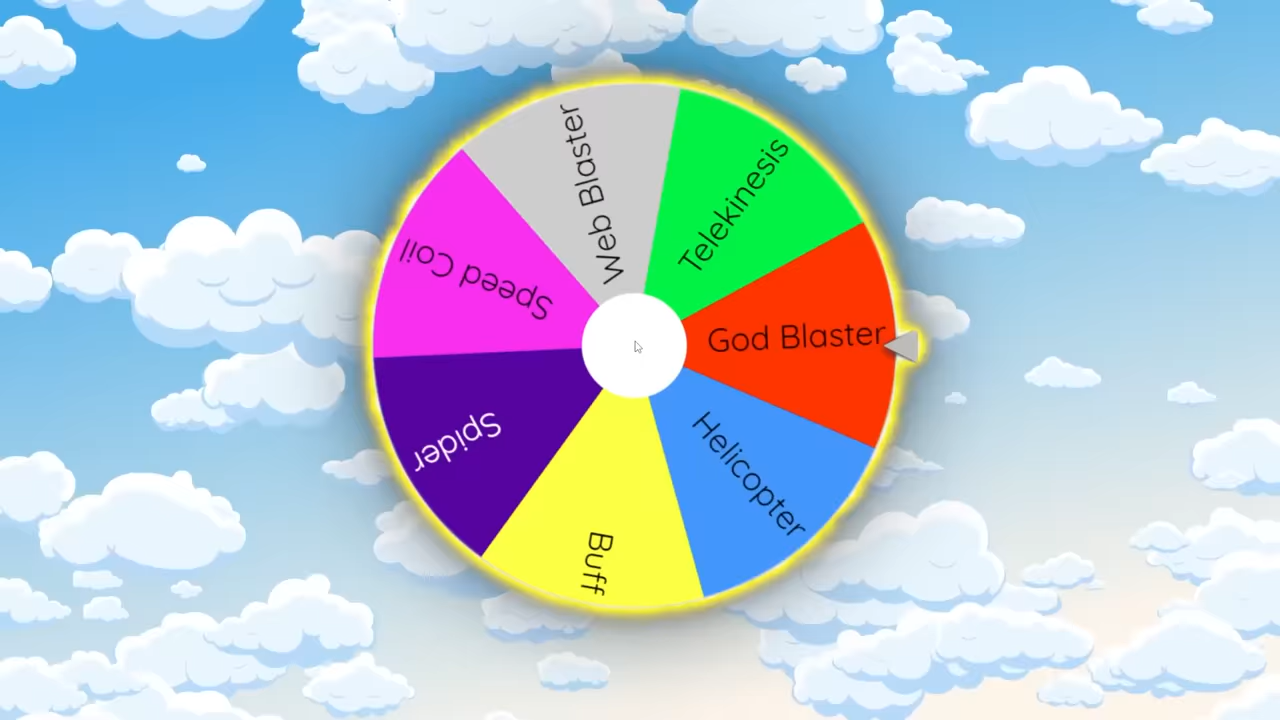 Web Blaster
Telekinesis
God Blaster
Helicopter
Buff
Spider
Speed Coil